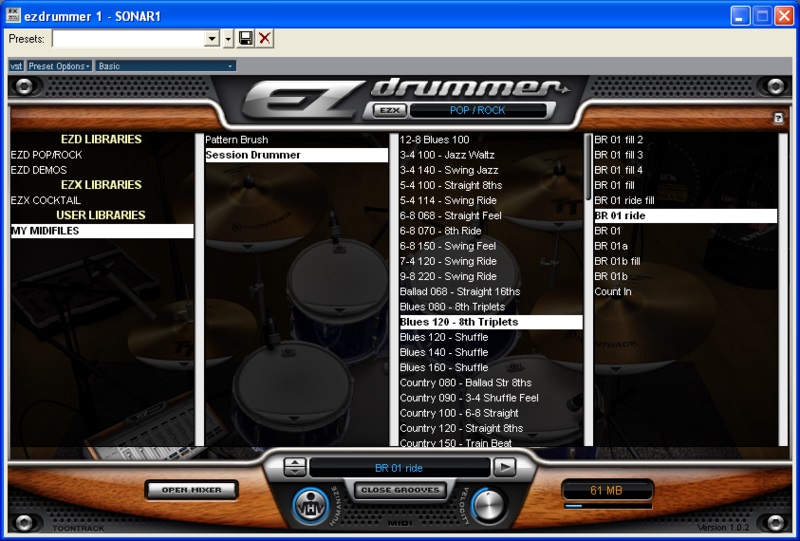 ezdrummer 1 - SONAR1
Presets:
vst Preset Options Basic
EZ drummer
EZX POP / ROCK
?
EZD LIBRARIES
EZD POP/ROCK
EZD DEMOS
EZX LIBRARIES
EZX COCKTAIL
USER LIBRARIES
MY MIDIFILES
Pattern Brush
Session Drummer
12-8 Blues 100
3-4 100 - Jazz Waltz
3-4 140 - Swing Jazz
5-4 100 - Straight 8ths
5-4 114 - Swing Ride
6-8 068 - Straight Feel
6-8 070 - 8th Ride
6-8 150 - Swing Feel
7-4 120 - Swing Ride
9-8 220 - Swing Ride
Ballad 068 - Straight 16ths
Blues 080 - 8th Triplets
Blues 120 - 8th Triplets
Blues 120 - Shuffle
Blues 140 - Shuffle
Blues 160 - Shuffle
Country 080 - Ballad Str 8ths
Country 090 - 3-4 Shuffle Feel
Country 100 - 6-8 Straight
Country 120 - Straight 8ths
Country 150 - Train Beat
BR 01 fill 2
BR 01 fill 3
BR 01 fill 4
BR 01 fill
BR 01 ride fill
BR 01 ride
BR 01
BR 01a
BR 01b fill
BR 01b
Count In
BR 01 ride
OPEN MIXER
HUMANIZE
CLOSE GROOVES
VELOCITY
MIDI
61 MB
TOONTRACK
Version 1.0.2